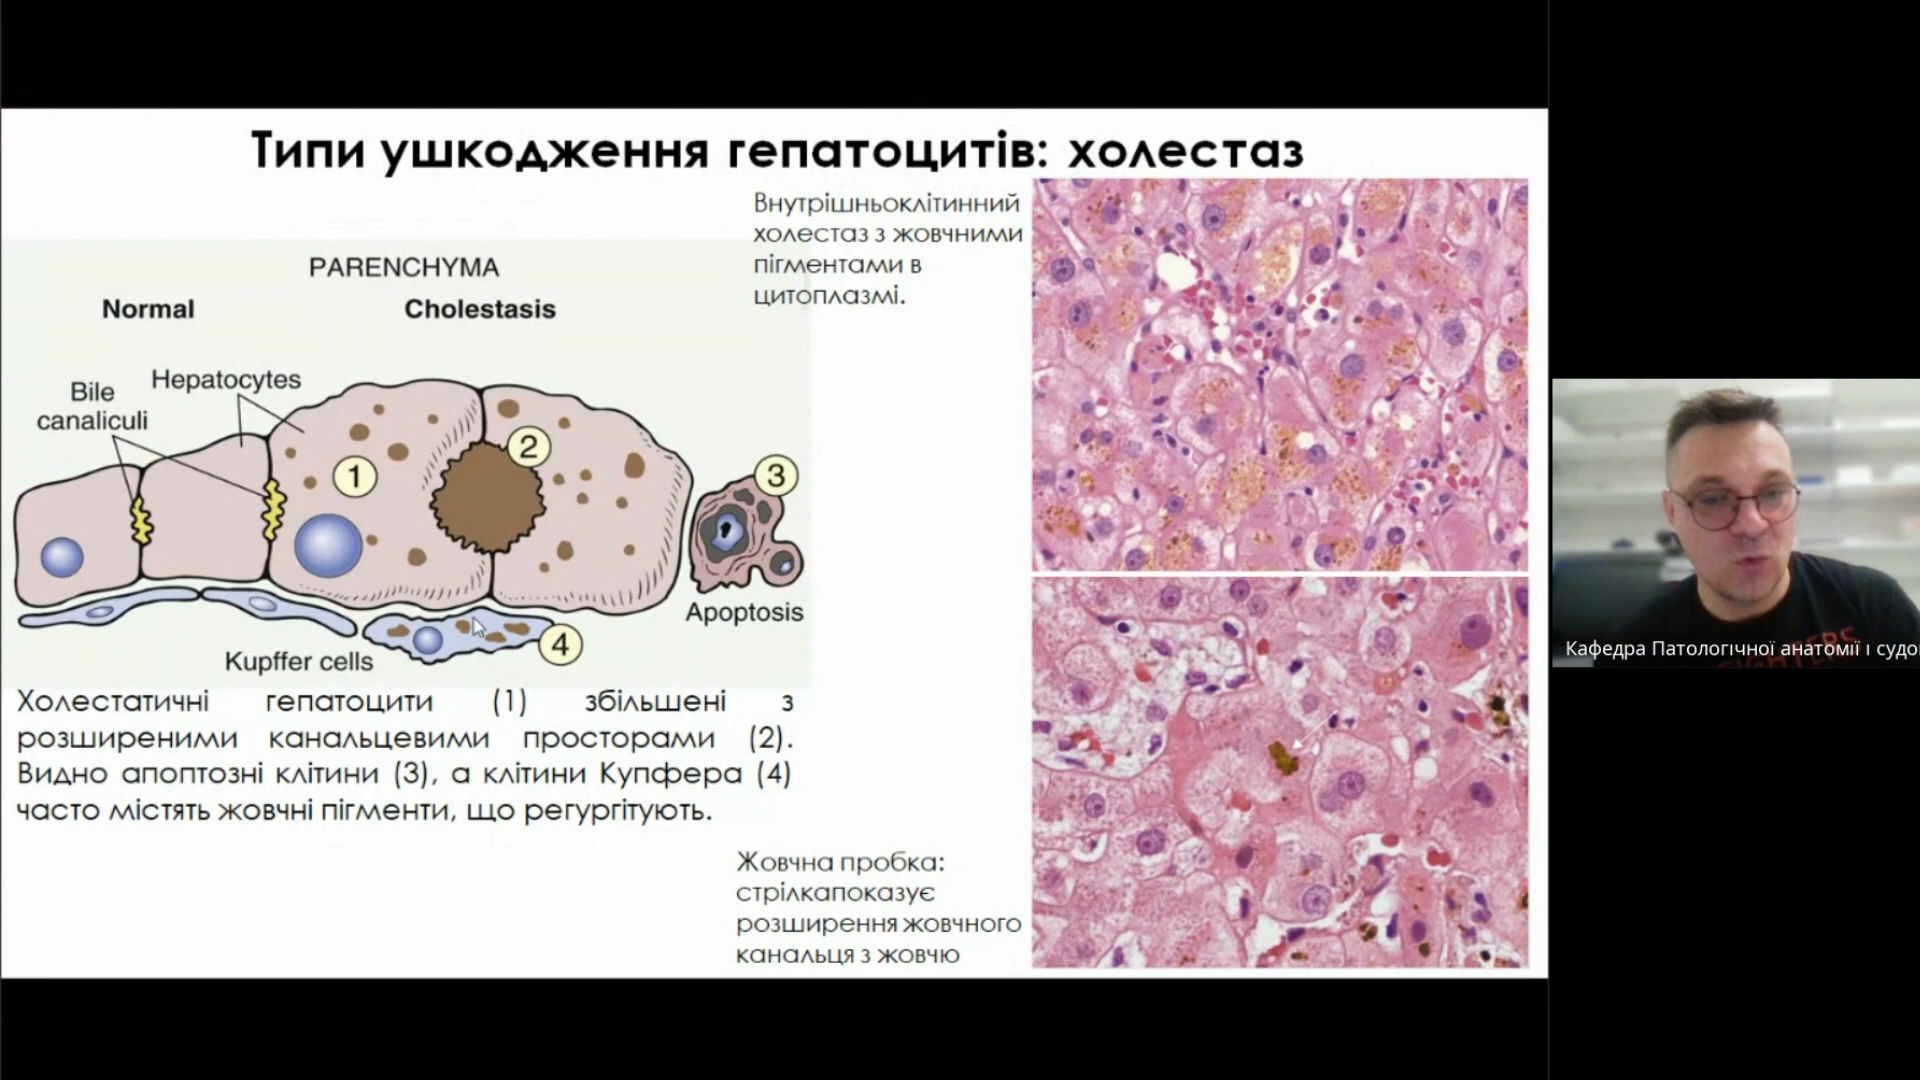 Типи ушкодження гепатоцитів: холестаз
Внутрішньоклітинний
холестаз з жовчними
пігментами в
цитоплазмі.
PARENCHYMA
Normal
Cholestasis
Hepatocytes
Bile
canaliculi
1
2
3
Apoptosis
4
Kupffer cells
Холестатичні гепатоцити (1) збільшені з
розширеними канальцевими просторами (2).
Видно апоптозні клітини (3), а клітини Купфера (4)
часто містять жовчні пігменти, що регургітують.
Жовчна пробка:
стрілкапоказує
розширення жовчного
канальця з жовчю
Кафедра Патологічної анатомії і судо